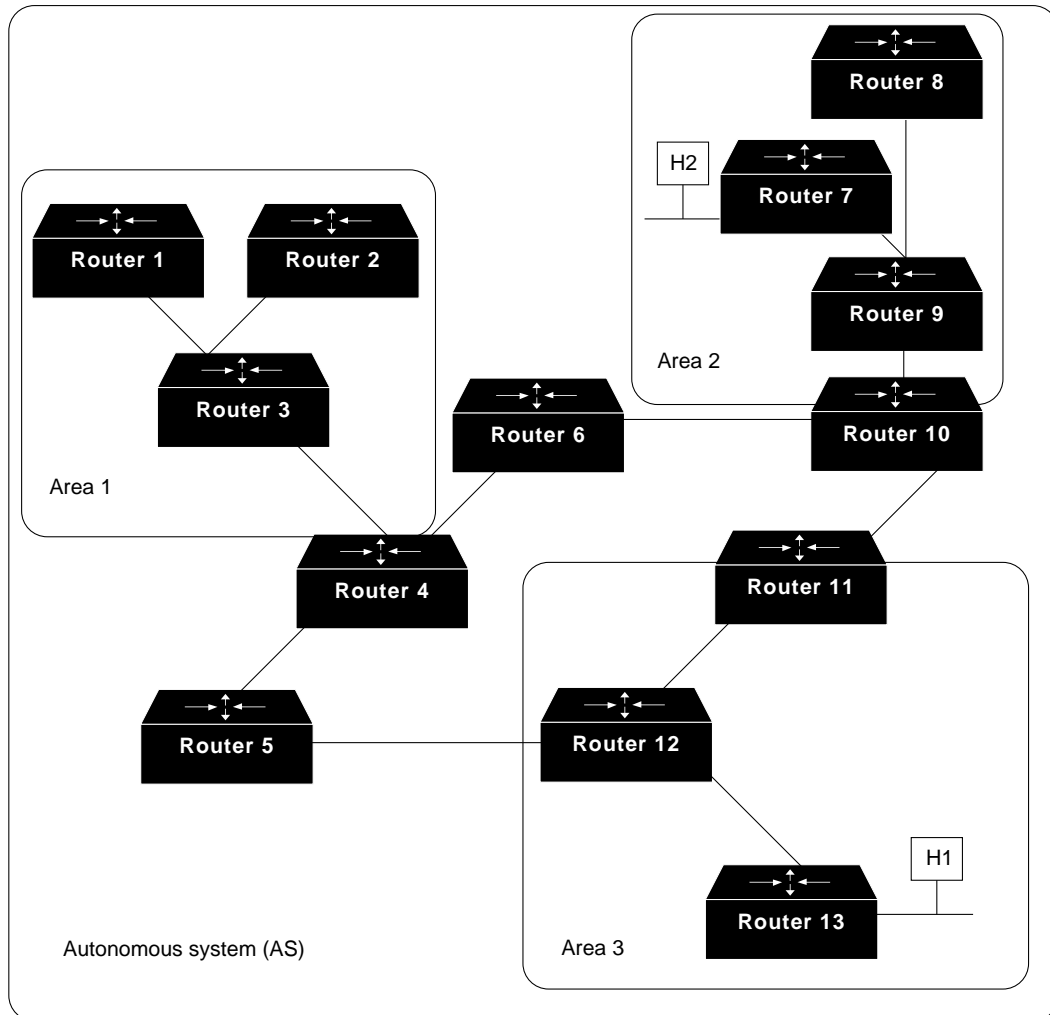 Router 8
H2
Router 7
Router 1
Router 2
Router 9
Area 2
Router 3
Router 6
Router 10
Area 1
Router 4
Router 11
Router 5
Router 12
H1
Router 13
Autonomous system (AS)
Area 3